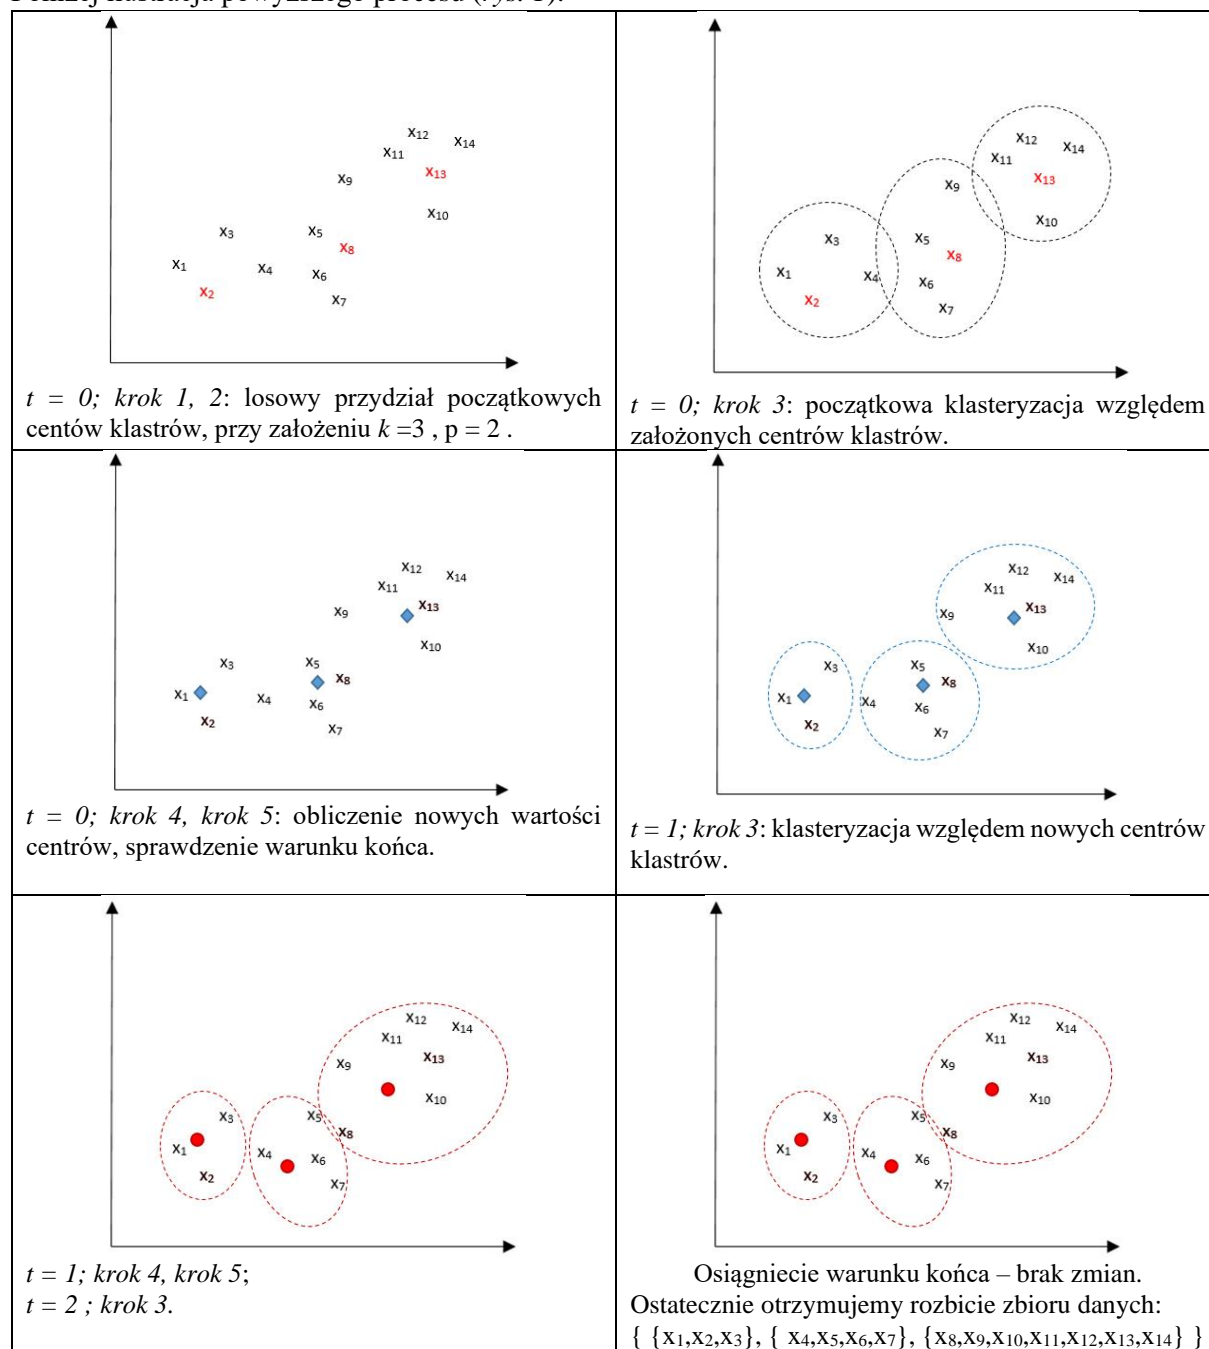 x12
x14
x11
x13
x9
x10
x3
x5
x8
x1
x4
x6
x2
x7
t = 0; krok 1, 2: losowy przydział początkowych
centów klastrów, przy założeniu k =3 , p = 2 .
x12
x14
x11
x13
x9
x10
x3
x5
x8
x1
x4
x6
x2
x7
t = 0; krok 3: początkowa klasteryzacja względem
założonych centrów klastrów.
x12
x14
x11
x13
x9
x10
x3
x5
x8
x1
x4
x6
x2
x7
t = 0; krok 4, krok 5: obliczenie nowych wartości
centrów, sprawdzenie warunku końca.
x12
x14
x11
x13
x9
x10
x3
x5
x8
x1
x4
x6
x2
x7
t = 1; krok 3: klasteryzacja względem nowych centrów
klastrów.
x12
x14
x11
x13
x9
x10
x3
x5
x8
x1
x4
x6
x2
x7
t = 1; krok 4, krok 5;
t = 2 ; krok 3.
x12
x14
x11
x13
x9
x10
x3
x5
x8
x1
x4
x6
x2
x7
Osiągniecie warunku końca – brak zmian.
Ostatecznie otrzymujemy rozbicie zbioru danych:
{ {x1,x2,x3}, { x4,x5,x6,x7}, {x8,x9,x10,x11,x12,x13,x14} }